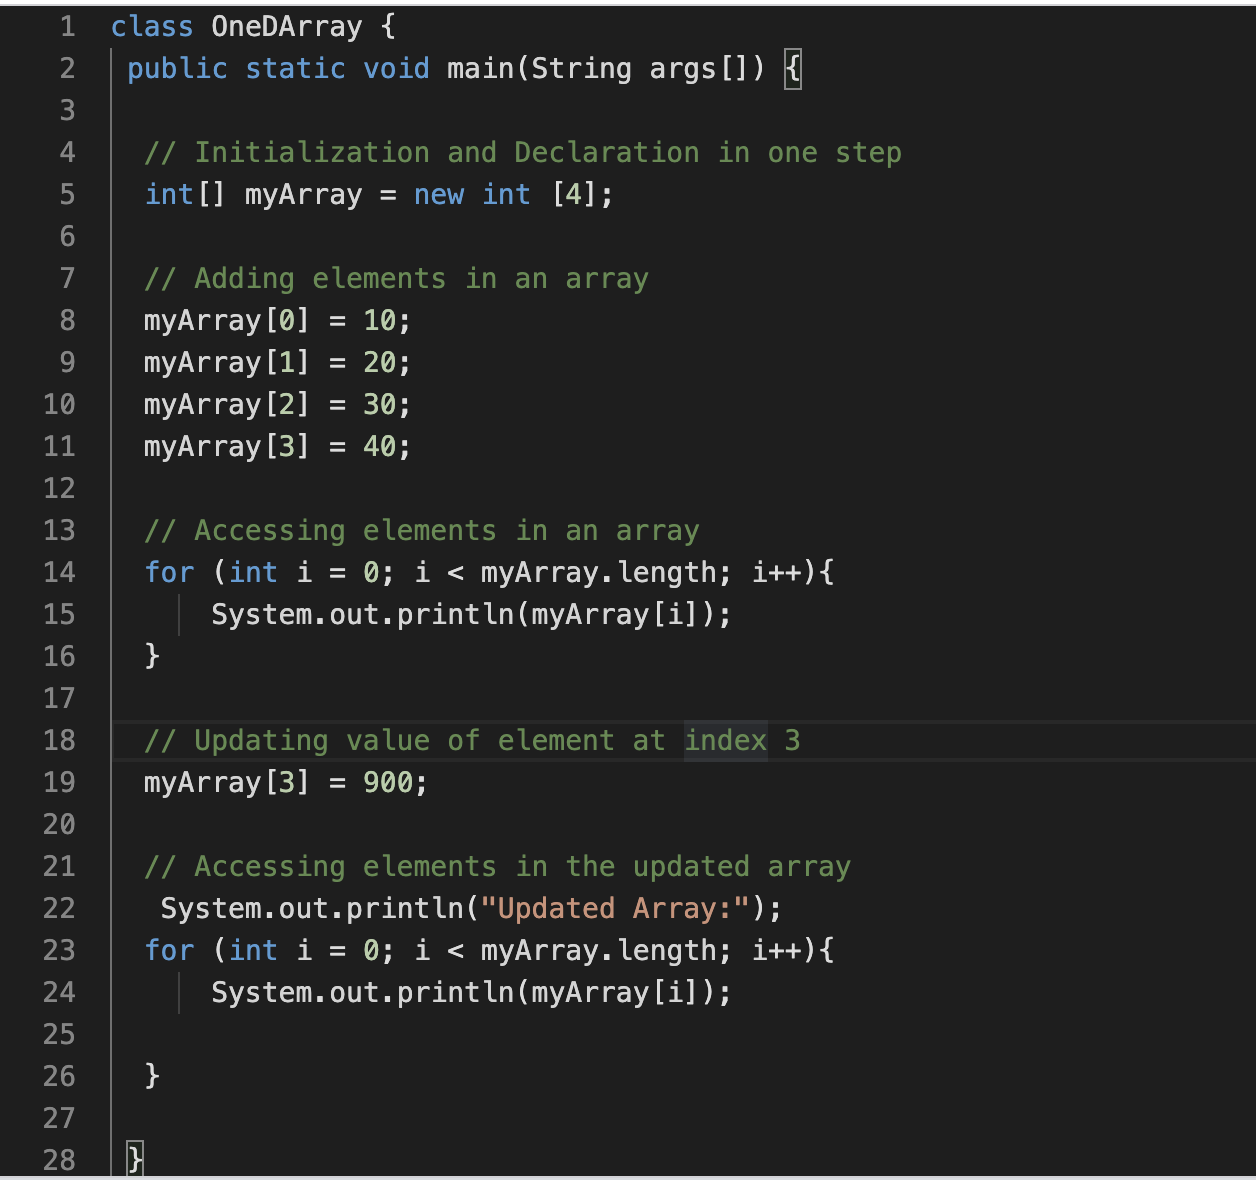 1 class OneDArray {
2 public static void main(String args[]) {
3
4 // Initialization and Declaration in one step
5 int[] myArray = new int [4];
6
7 // Adding elements in an array
8 myArray[0] = 10;
9 myArray[1] = 20;
10 myArray[2] = 30;
11 myArray[3] = 40;
12
13 // Accessing elements in an array
14 for (int i = 0; i < myArray.length; i++){
15 System.out.println(myArray[i]);
16 }
17
18 // Updating value of element at index 3
19 myArray[3] = 900;
20
21 // Accessing elements in the updated array
22 System.out.println("Updated Array:");
23 for (int i = 0; i < myArray.length; i++){
24 System.out.println(myArray[i]);
25
26 }
27
28 }